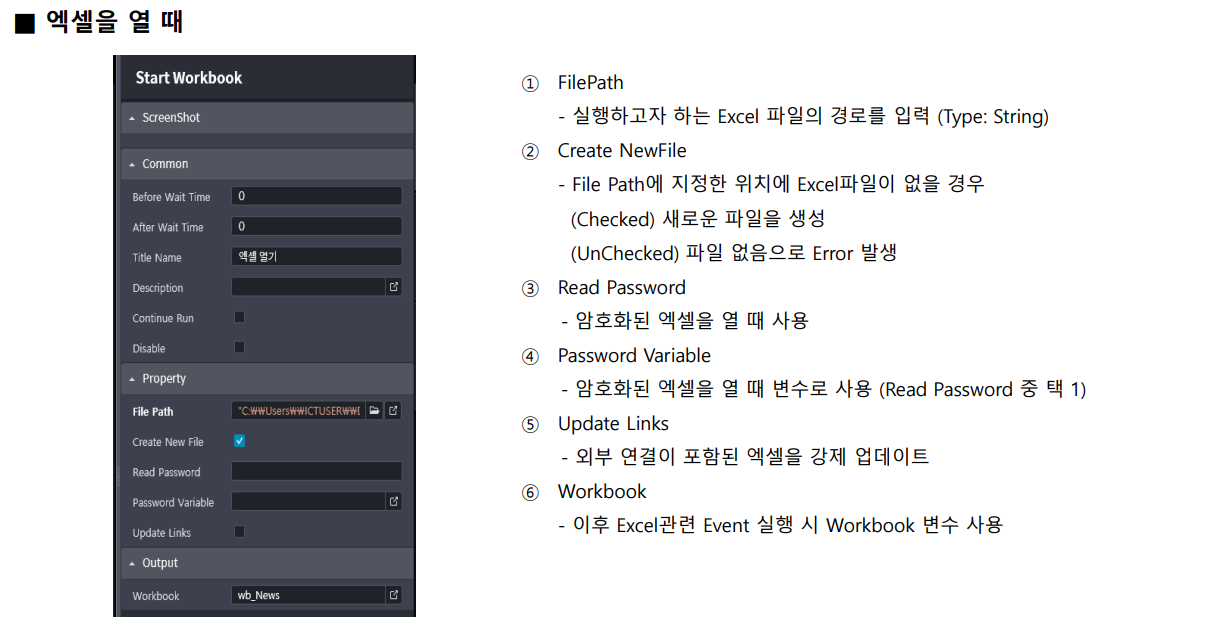 ■ 엑셀을 열 때
Start Workbook
ScreenShot
Common
Before Wait Time 0
After Wait Time 0
Title Name 엑셀 열기
Description
Continue Run
Disable
Property
File Path "C:₩₩Users₩₩ICTUSER₩₩
Create New File
Read Password
Password Variable
Update Links
Output
Workbook wb_News
① FilePath
- 실행하고자 하는 Excel 파일의 경로를 입력 (Type: String)
② Create NewFile
- File Path에 지정한 위치에 Excel파일이 없을 경우
(Checked) 새로운 파일을 생성
(UnChecked) 파일 없음으로 Error 발생
③ Read Password
- 암호화된 엑셀을 열 때 사용
④ Password Variable
- 암호화된 엑셀을 열 때 변수로 사용 (Read Password 중 택 1)
⑤ Update Links
- 외부 연결이 포함된 엑셀을 강제 업데이트
⑥ Workbook
- 이후 Excel관련 Event 실행 시 Workbook 변수 사용